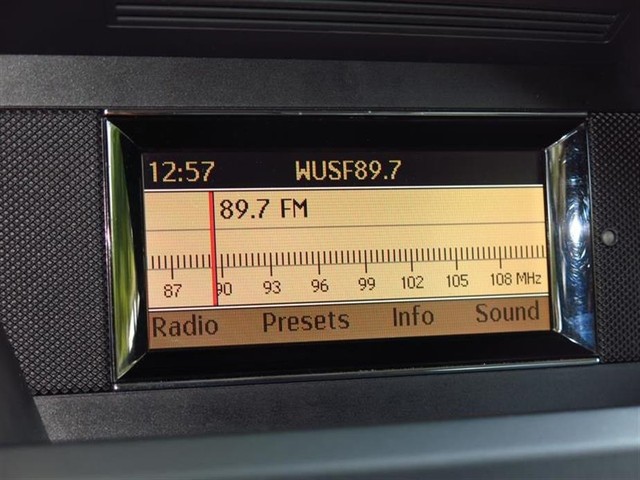 12:57 WUSF89.7
89.7 FM
87 90 93 96 99 102 105 108 MHz
Radio Presets Info Sound